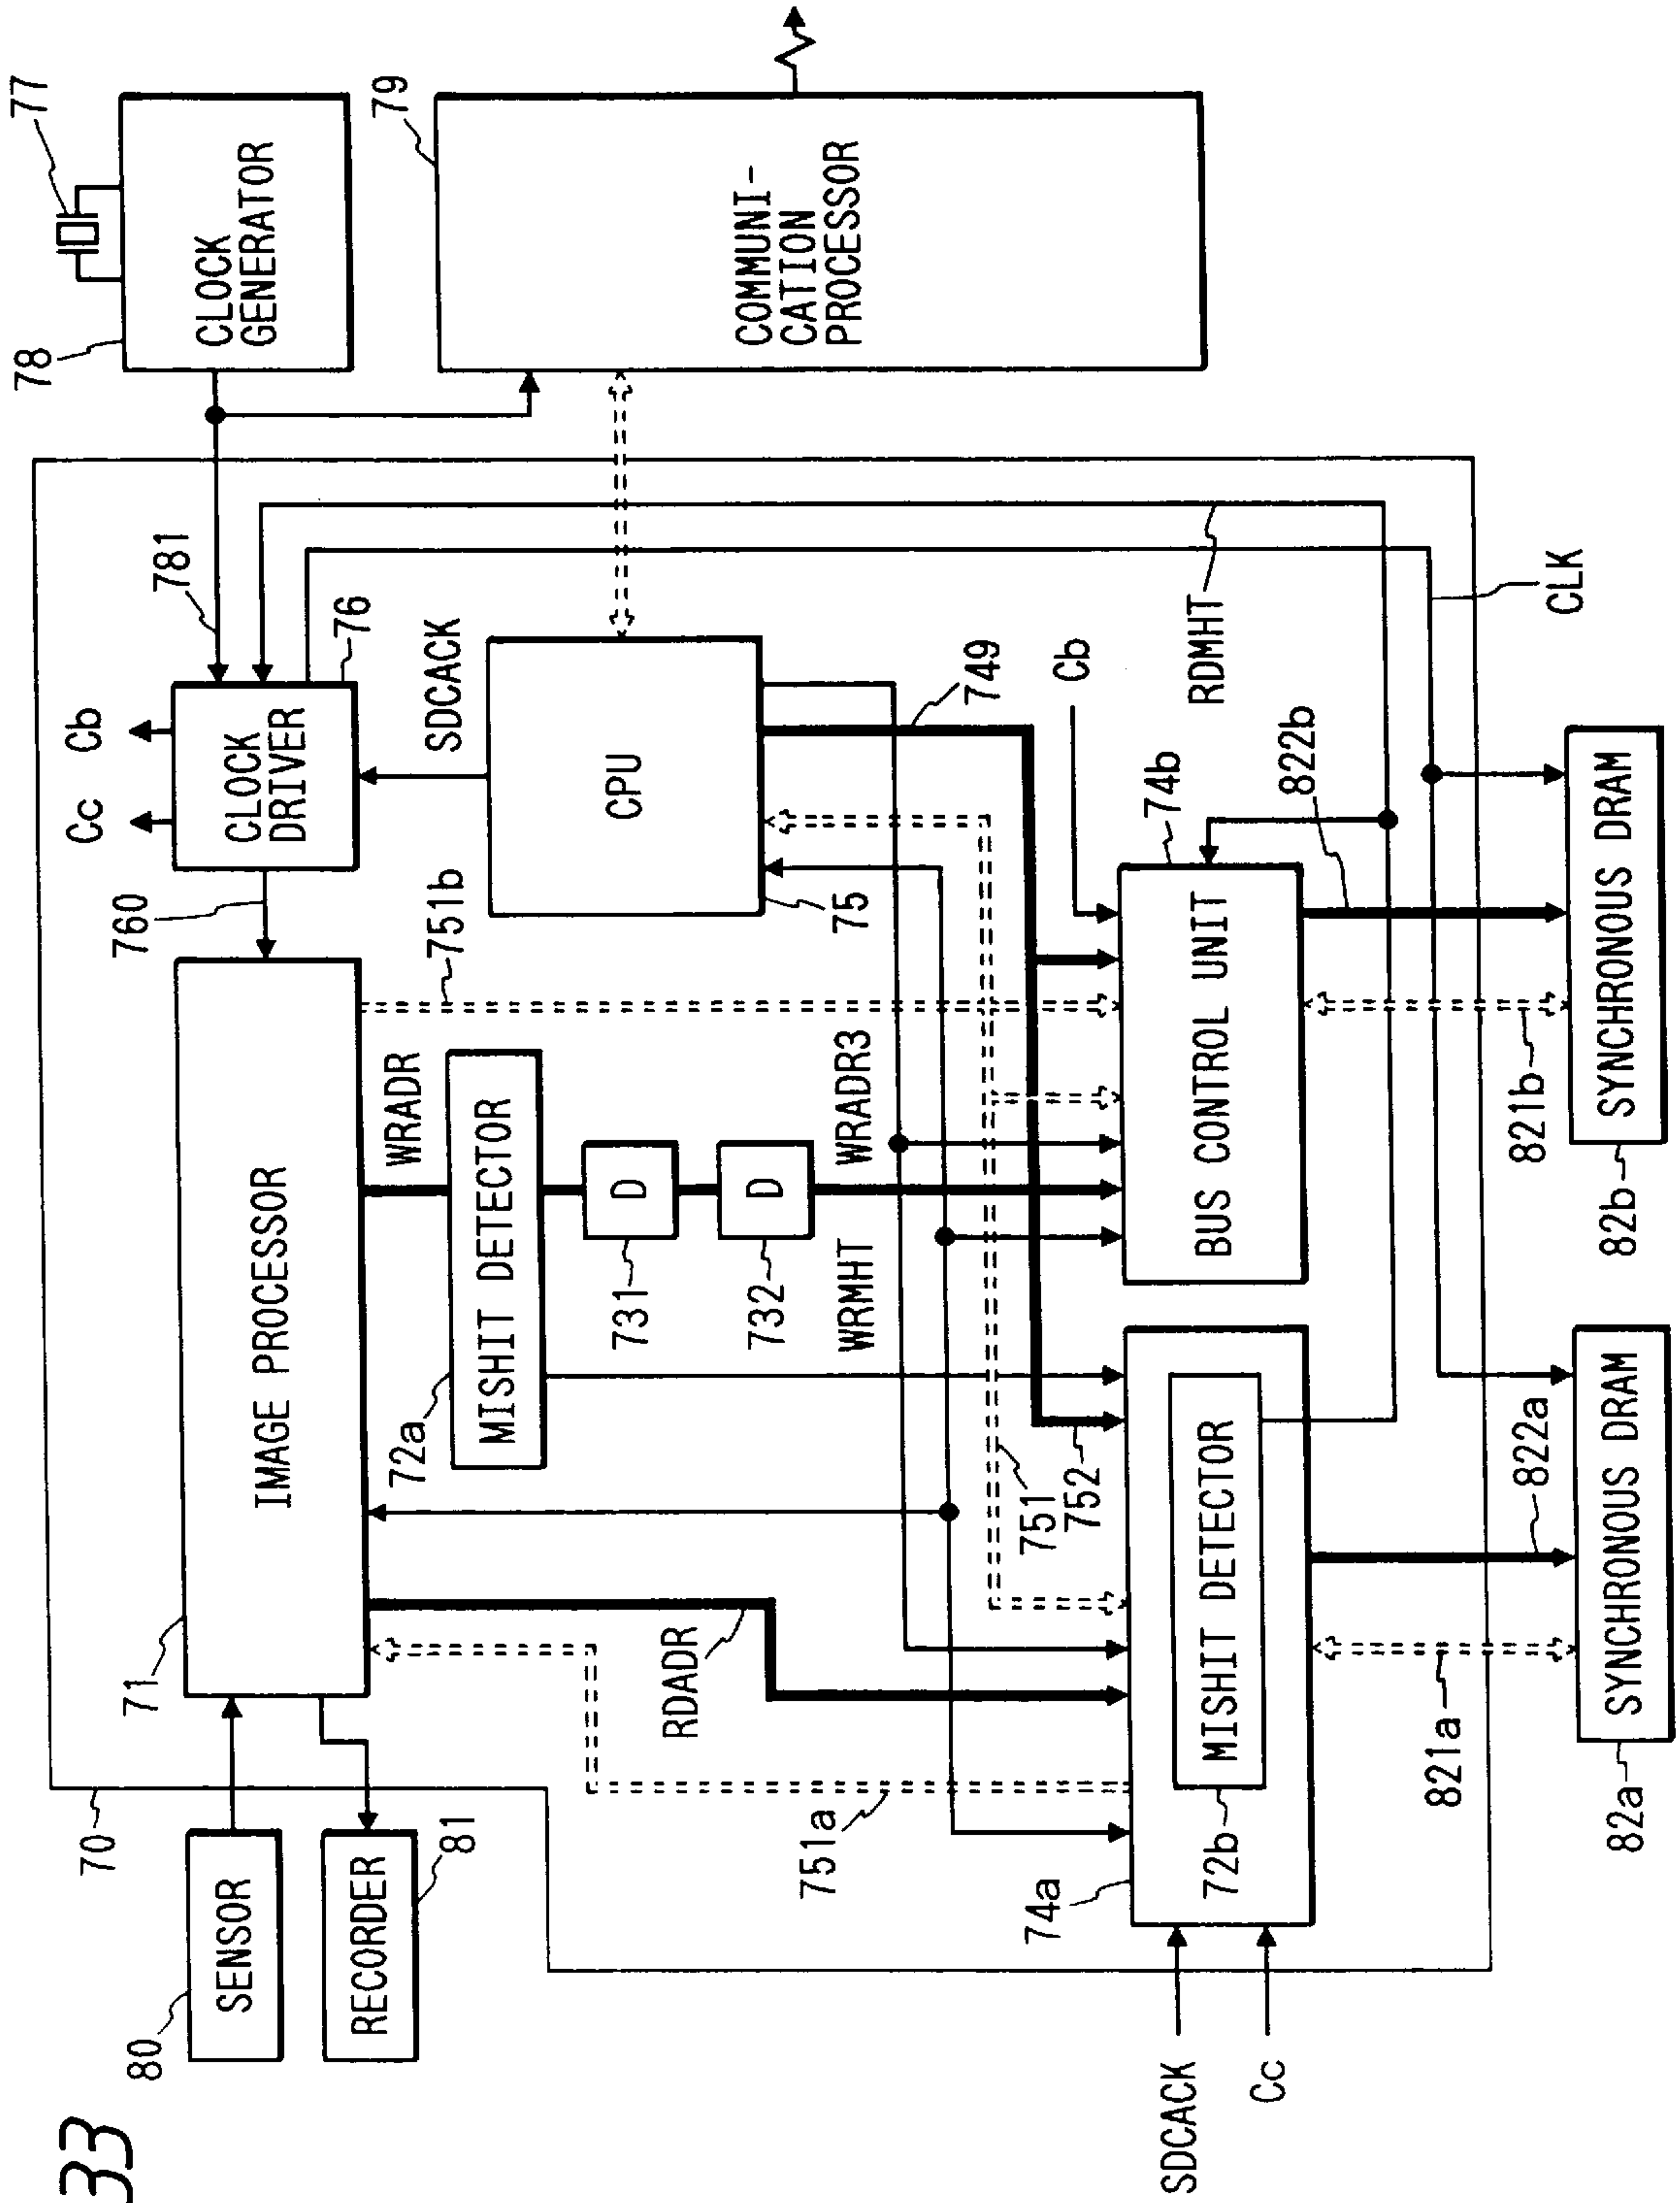 33
80
SENSOR
RECORDER
81
70
71
IMAGE PROCESSOR
760
Cc
Cb
CLOCK
DRIVER
76
781
78
77
CLOCK
GENERATOR
79
COMMUNI-
CATION
PROCESSOR
SDCACK
CPU
75
749
751b
WRADR
72a
MISHIT DETECTOR
731
D
732
D
WRADR3
WRMHT
RDADR
751a
751
752
Cb
RDMHT
CLK
SDCACK
Cc
74a
72b
MISHIT DETECTOR
74b
BUS CONTROL UNIT
821a
822a
821b
822b
82a
SYNCHRONOUS DRAM
82b
SYNCHRONOUS DRAM